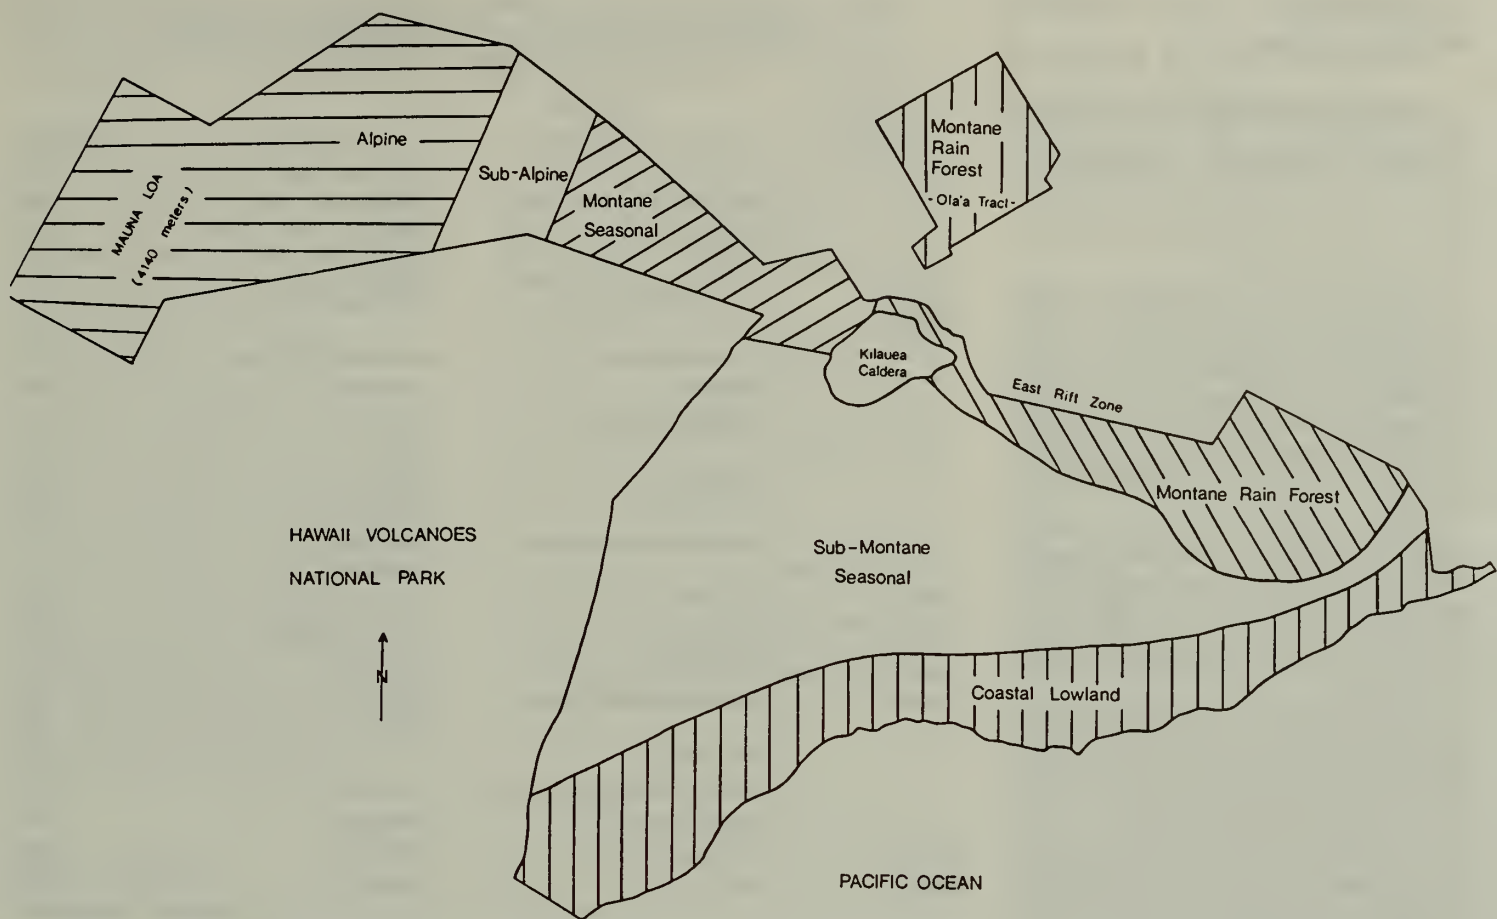 Alpine
MAUNA LOA
(4140 meters)
Sub-Alpine
Montane
Seasonal
Montane
Rain
Forest
- Ola'a Tract -
Kilauea
Caldera
East Rift Zone
Montane Rain Forest
HAWAII VOLCANOES
NATIONAL PARK
N
Sub-Montane
Seasonal
Coastal Lowland
PACIFIC OCEAN